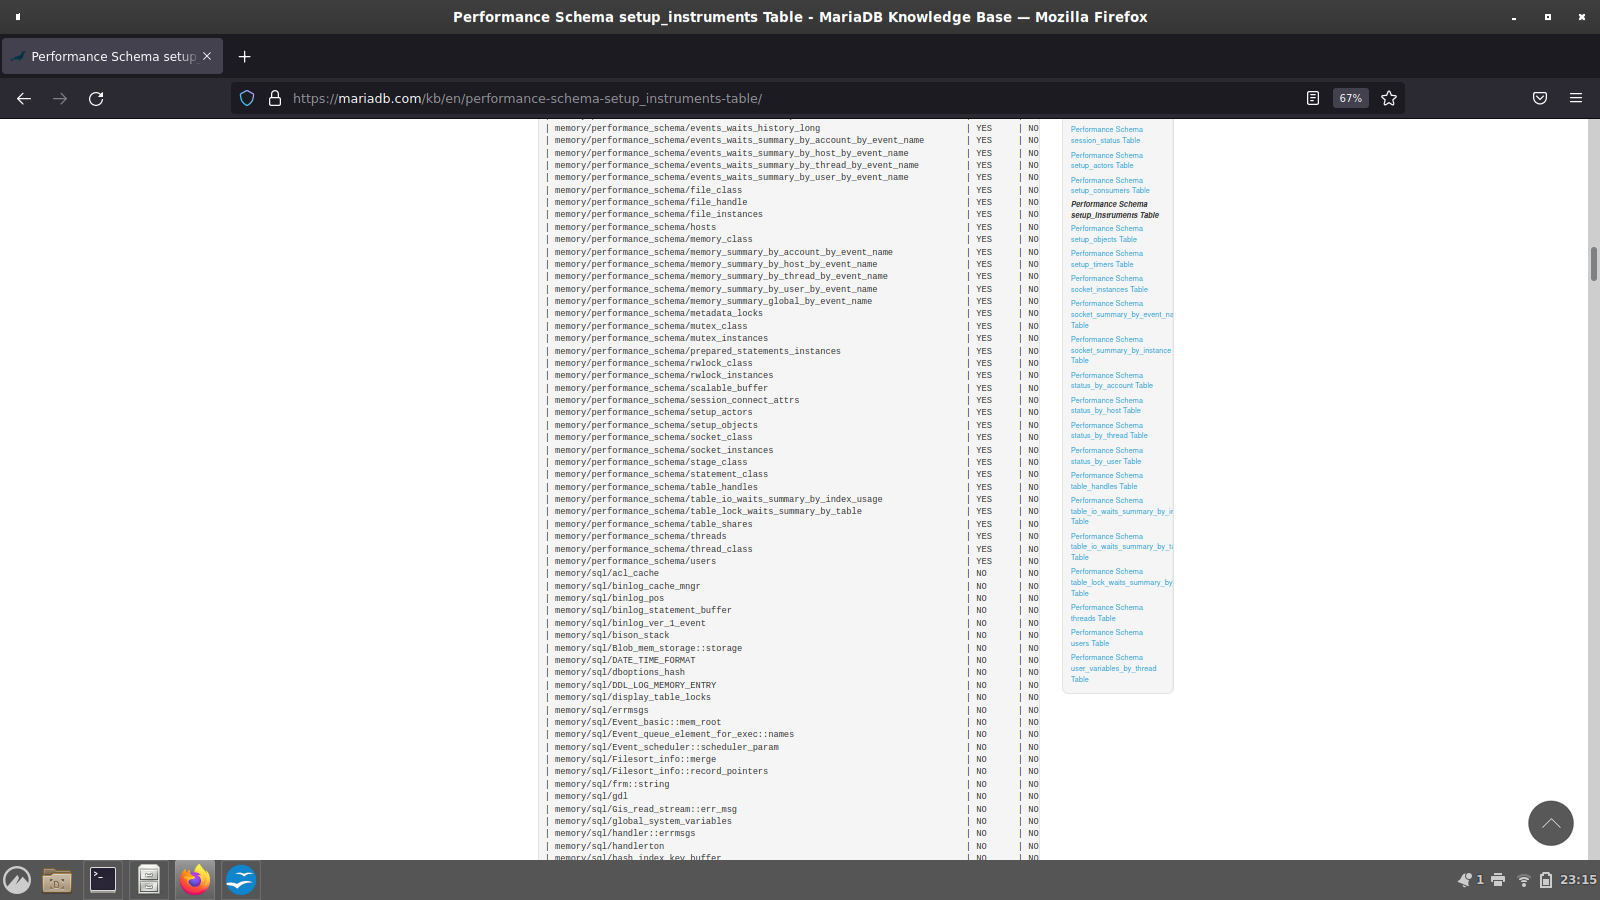 Performance Schema setup_instruments Table - MariaDB Knowledge Base — Mozilla Firefox
Performance Schema setup_
https://mariadb.com/kb/en/performance-schema-setup_instruments-table/
67%
| memory/performance_schema/events_waits_history_long | YES | NO
| memory/performance_schema/events_waits_summary_by_account_by_event_name | YES | NO
| memory/performance_schema/events_waits_summary_by_host_by_event_name | YES | NO
| memory/performance_schema/events_waits_summary_by_thread_by_event_name | YES | NO
| memory/performance_schema/events_waits_summary_by_user_by_event_name | YES | NO
| memory/performance_schema/file_class | YES | NO
| memory/performance_schema/file_handle | YES | NO
| memory/performance_schema/file_instances | YES | NO
| memory/performance_schema/hosts | YES | NO
| memory/performance_schema/memory_class | YES | NO
| memory/performance_schema/memory_summary_by_account_by_event_name | YES | NO
| memory/performance_schema/memory_summary_by_host_by_event_name | YES | NO
| memory/performance_schema/memory_summary_by_thread_by_event_name | YES | NO
| memory/performance_schema/memory_summary_by_user_by_event_name | YES | NO
| memory/performance_schema/memory_summary_global_by_event_name | YES | NO
| memory/performance_schema/metadata_locks | YES | NO
| memory/performance_schema/mutex_class | YES | NO
| memory/performance_schema/mutex_instances | YES | NO
| memory/performance_schema/prepared_statements_instances | YES | NO
| memory/performance_schema/rwlock_class | YES | NO
| memory/performance_schema/rwlock_instances | YES | NO
| memory/performance_schema/scalable_buffer | YES | NO
| memory/performance_schema/session_connect_attrs | YES | NO
| memory/performance_schema/setup_actors | YES | NO
| memory/performance_schema/setup_objects | YES | NO
| memory/performance_schema/socket_class | YES | NO
| memory/performance_schema/socket_instances | YES | NO
| memory/performance_schema/stage_class | YES | NO
| memory/performance_schema/statement_class | YES | NO
| memory/performance_schema/table_handles | YES | NO
| memory/performance_schema/table_io_waits_summary_by_index_usage | YES | NO
| memory/performance_schema/table_lock_waits_summary_by_table | YES | NO
| memory/performance_schema/table_shares | YES | NO
| memory/performance_schema/threads | YES | NO
| memory/performance_schema/thread_class | YES | NO
| memory/performance_schema/users | YES | NO
| memory/sql/acl_cache | NO | NO
| memory/sql/binlog_cache_mngr | NO | NO
| memory/sql/binlog_pos | NO | NO
| memory/sql/binlog_statement_buffer | NO | NO
| memory/sql/binlog_ver_1_event | NO | NO
| memory/sql/bison_stack | NO | NO
| memory/sql/Blob_mem_storage::storage | NO | NO
| memory/sql/DATE_TIME_FORMAT | NO | NO
| memory/sql/dboptions_hash | NO | NO
| memory/sql/DDL_LOG_MEMORY_ENTRY | NO | NO
| memory/sql/display_table_locks | NO | NO
| memory/sql/errmsgs | NO | NO
| memory/sql/Event_basic::mem_root | NO | NO
| memory/sql/Event_queue_element_for_exec::names | NO | NO
| memory/sql/Event_scheduler::scheduler_param | NO | NO
| memory/sql/Filesort_info::merge | NO | NO
| memory/sql/Filesort_info::record_pointers | NO | NO
| memory/sql/frm::string | NO | NO
| memory/sql/gdl | NO | NO
| memory/sql/Gis_read_stream::err_msg | NO | NO
| memory/sql/global_system_variables | NO | NO
| memory/sql/handler::errmsgs | NO | NO
| memory/sql/handlerton | NO | NO
| memory/sql/hash_index_key_buffer | NO | NO
Performance Schema
session_status Table
Performance Schema
setup_actors Table
Performance Schema
setup_consumers Table
Performance Schema
setup_instruments Table
Performance Schema
setup_objects Table
Performance Schema
setup_timers Table
Performance Schema
socket_instances Table
Performance Schema
socket_summary_by_event_na
Table
Performance Schema
socket_summary_by_instance
Table
Performance Schema
status_by_account Table
Performance Schema
status_by_host Table
Performance Schema
status_by_thread Table
Performance Schema
status_by_user Table
Performance Schema
table_handles Table
Performance Schema
table_io_waits_summary_by_in
Table
Performance Schema
table_io_waits_summary_by_ta
Table
Performance Schema
table_lock_waits_summary_by
Table
Performance Schema
threads Table
Performance Schema
users Table
Performance Schema
user_variables_by_thread
Table
1
23:15